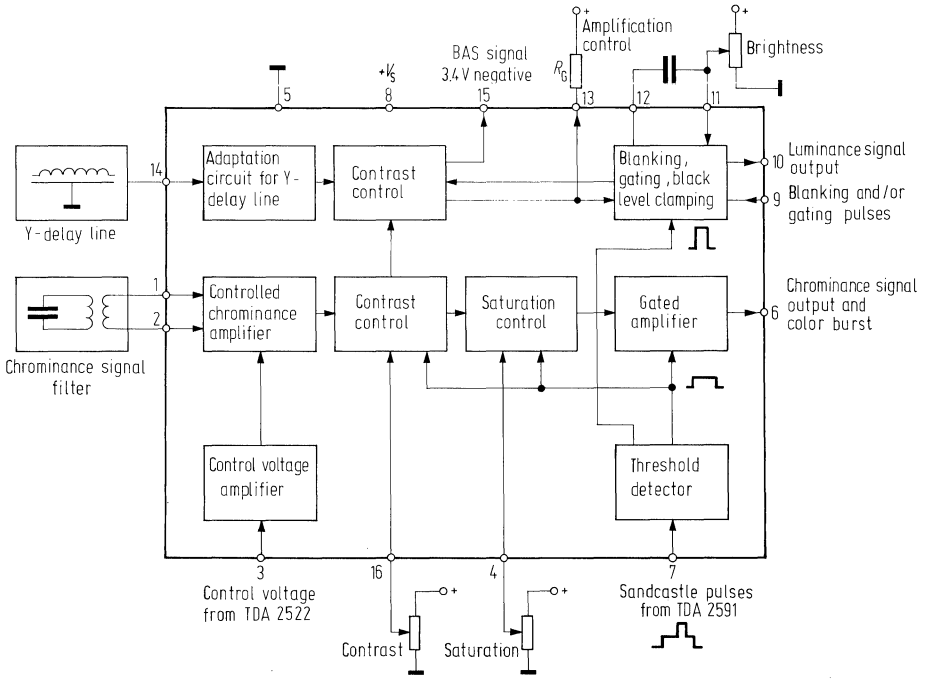 +
Amplification
control
+
Brightness
BAS signal
3.4 V negative
+Vs
RG
5
8
15
13
12
11
14
Adaptation
circuit for Y-
delay line
Contrast
control
Blanking,
gating, black
level clamping
10
Luminance signal
output
9
Blanking and/or
gating pulses
Y-delay line
1
2
Controlled
chrominance
amplifier
Contrast
control
Saturation
control
Gated
amplifier
6
Chrominance signal
output and
color burst
Chrominance signal
filter
Control voltage
amplifier
Threshold
detector
3
16
4
7
Control voltage
from TDA 2522
Sandcastle pulses
from TDA 2591
+
+
Contrast
Saturation